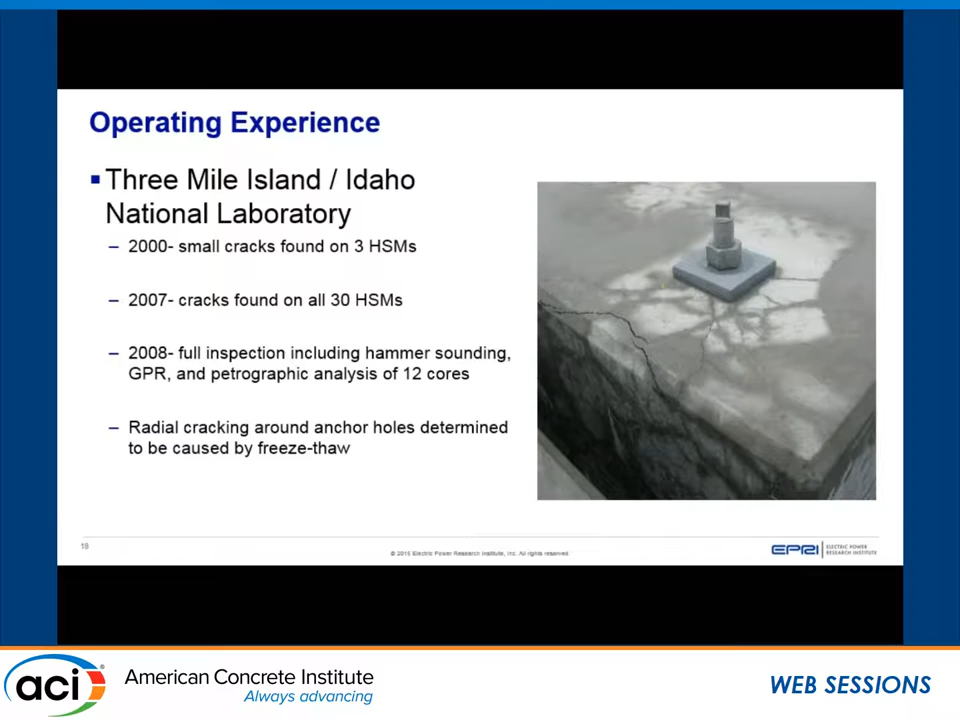 Operating Experience
▪ Three Mile Island / Idaho
National Laboratory
– 2000- small cracks found on 3 HSMs
– 2007- cracks found on all 30 HSMs
– 2008- full inspection including hammer sounding,
GPR, and petrographic analysis of 12 cores
– Radial cracking around anchor holes determined
to be caused by freeze-thaw
18
© 2015 Electric Power Research Institute, Inc. All rights reserved.
EPRI
ELECTRIC POWER
RESEARCH INSTITUTE
aci®
American Concrete Institute
Always advancing
WEB SESSIONS